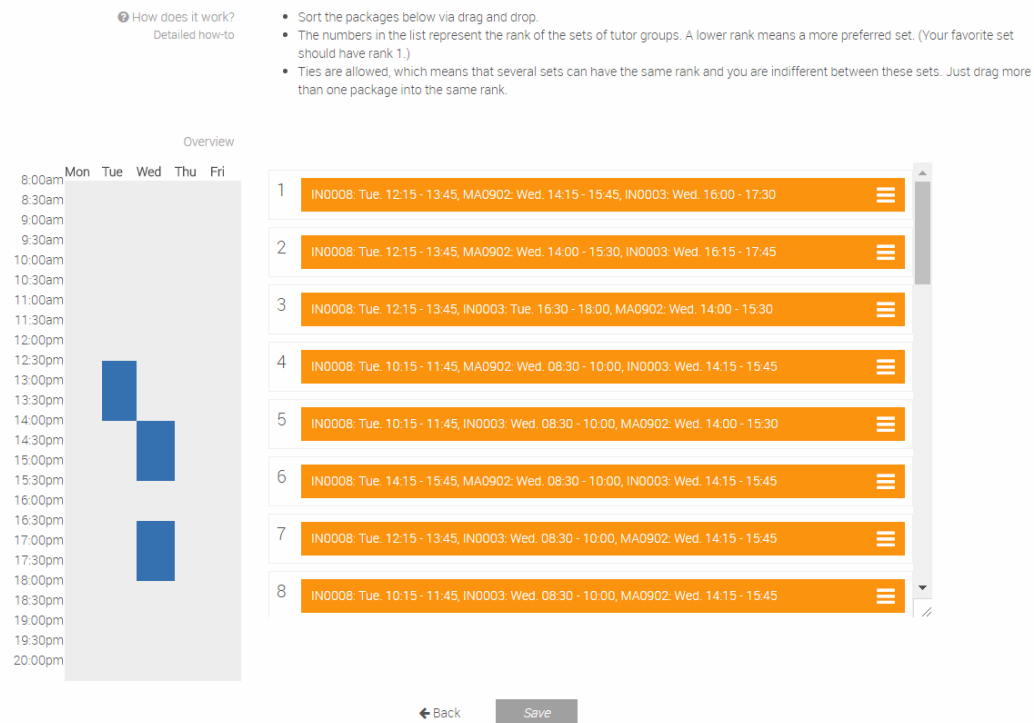 How does it work?
Detailed how-to
Sort the packages below via drag and drop.
The numbers in the list represent the rank of the sets of tutor groups. A lower rank means a more preferred set. (Your favorite set
should have rank 1.)
Ties are allowed, which means that several sets can have the same rank and you are indifferent between these sets. Just drag more
than one package into the same rank.
Overview
Mon Tue Wed Thu Fri
8:00am
8:30am
9:00am
9:30am
10:00am
10:30am
11:00am
11:30am
12:00pm
12:30pm
13:00pm
13:30pm
14:00pm
14:30pm
15:00pm
15:30pm
16:00pm
16:30pm
17:00pm
17:30pm
18:00pm
18:30pm
19:00pm
19:30pm
20:00pm
1 IN0008: Tue. 12:15 - 13:45, MA0902: Wed. 14:15 - 15:45, IN0003: Wed. 16:00 - 17:30
2 IN0008: Tue. 12:15 - 13:45, MA0902: Wed. 14:00 - 15:30, IN0003: Wed. 16:15 - 17:45
3 IN0008: Tue. 12:15 - 13:45, IN0003: Tue. 16:30 - 18:00, MA0902: Wed. 14:00 - 15:30
4 IN0008: Tue. 10:15 - 11:45, MA0902: Wed. 08:30 - 10:00, IN0003: Wed. 14:15 - 15:45
5 IN0008: Tue. 10:15 - 11:45, IN0003: Wed. 08:30 - 10:00, MA0902: Wed. 14:00 - 15:30
6 IN0008: Tue. 14:15 - 15:45, MA0902: Wed. 08:30 - 10:00, IN0003: Wed. 14:15 - 15:45
7 IN0008: Tue. 12:15 - 13:45, IN0003: Wed. 08:30 - 10:00, MA0902: Wed. 14:15 - 15:45
8 IN0008: Tue. 10:15 - 11:45, IN0003: Wed. 08:30 - 10:00, MA0902: Wed. 14:15 - 15:45
Back
Save